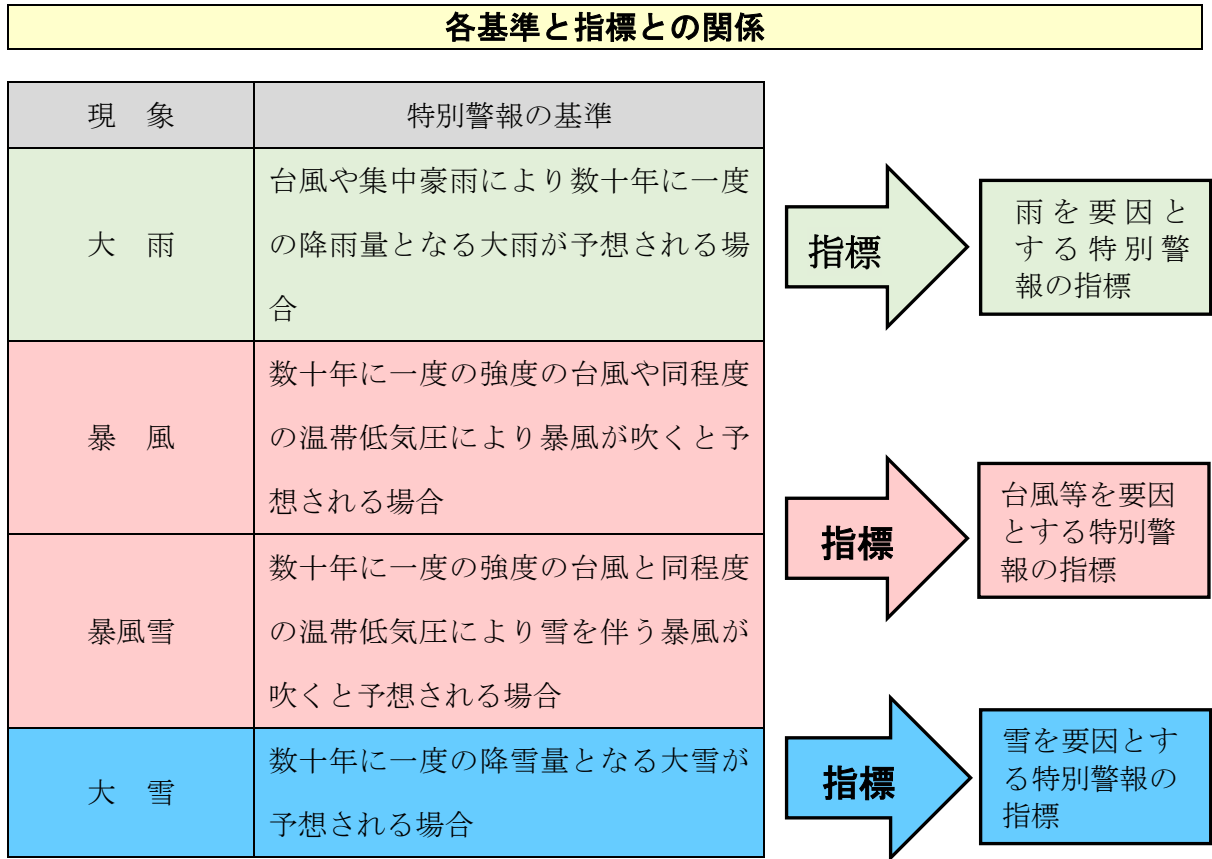 各基準と指標との関係
現　象
特別警報の基準
大　雨
台風や集中豪雨により数十年に一度
の降雨量となる大雨が予想される場
合
指標
雨を要因と
する特別警
報の指標
暴　風
数十年に一度の強度の台風や同程度
の温帯低気圧により暴風が吹くと予
想される場合
暴風雪
数十年に一度の強度の台風と同程度
の温帯低気圧により雪を伴う暴風が
吹くと予想される場合
指標
台風等を要因
とする特別警
報の指標
大　雪
数十年に一度の降雪量となる大雪が
予想される場合
指標
雪を要因とす
る特別警報の
指標